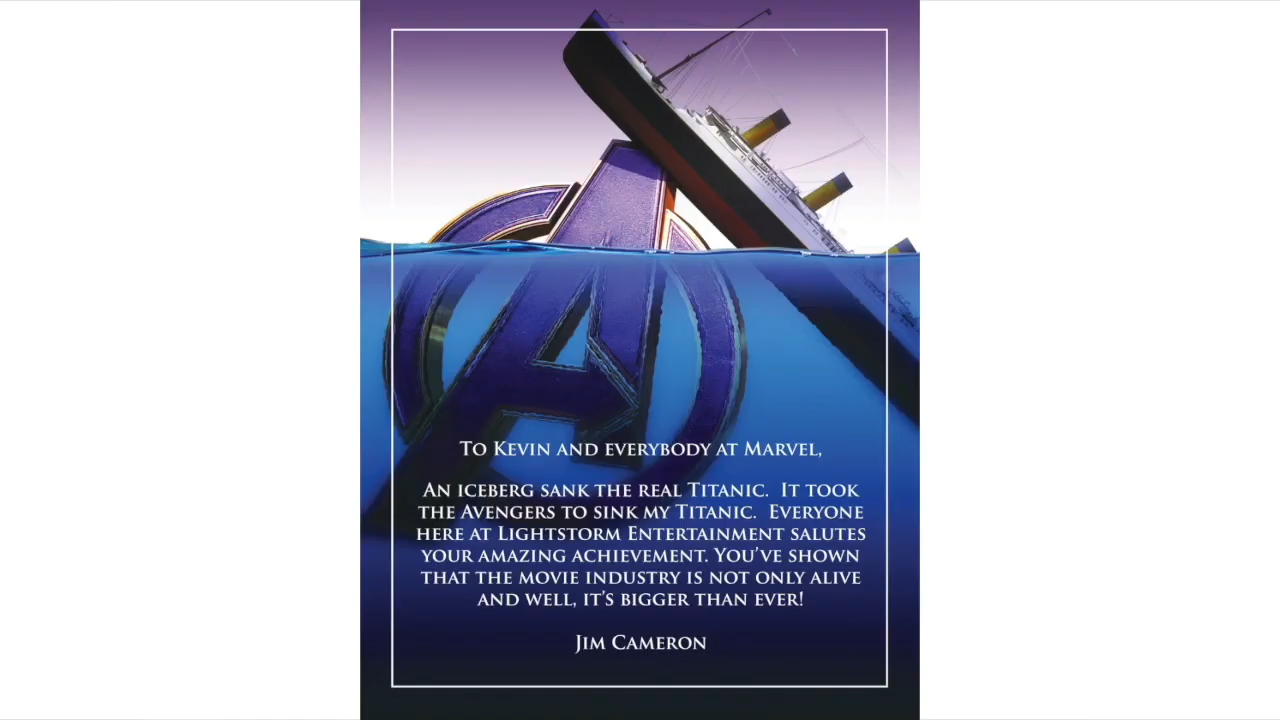 To Kevin and everybody at Marvel,
An iceberg sank the real Titanic. It took
the Avengers to sink my Titanic. Everyone
here at Lightstorm Entertainment salutes
your amazing achievement. You've shown
that the movie industry is not only alive
and well, it's bigger than ever!
Jim Cameron